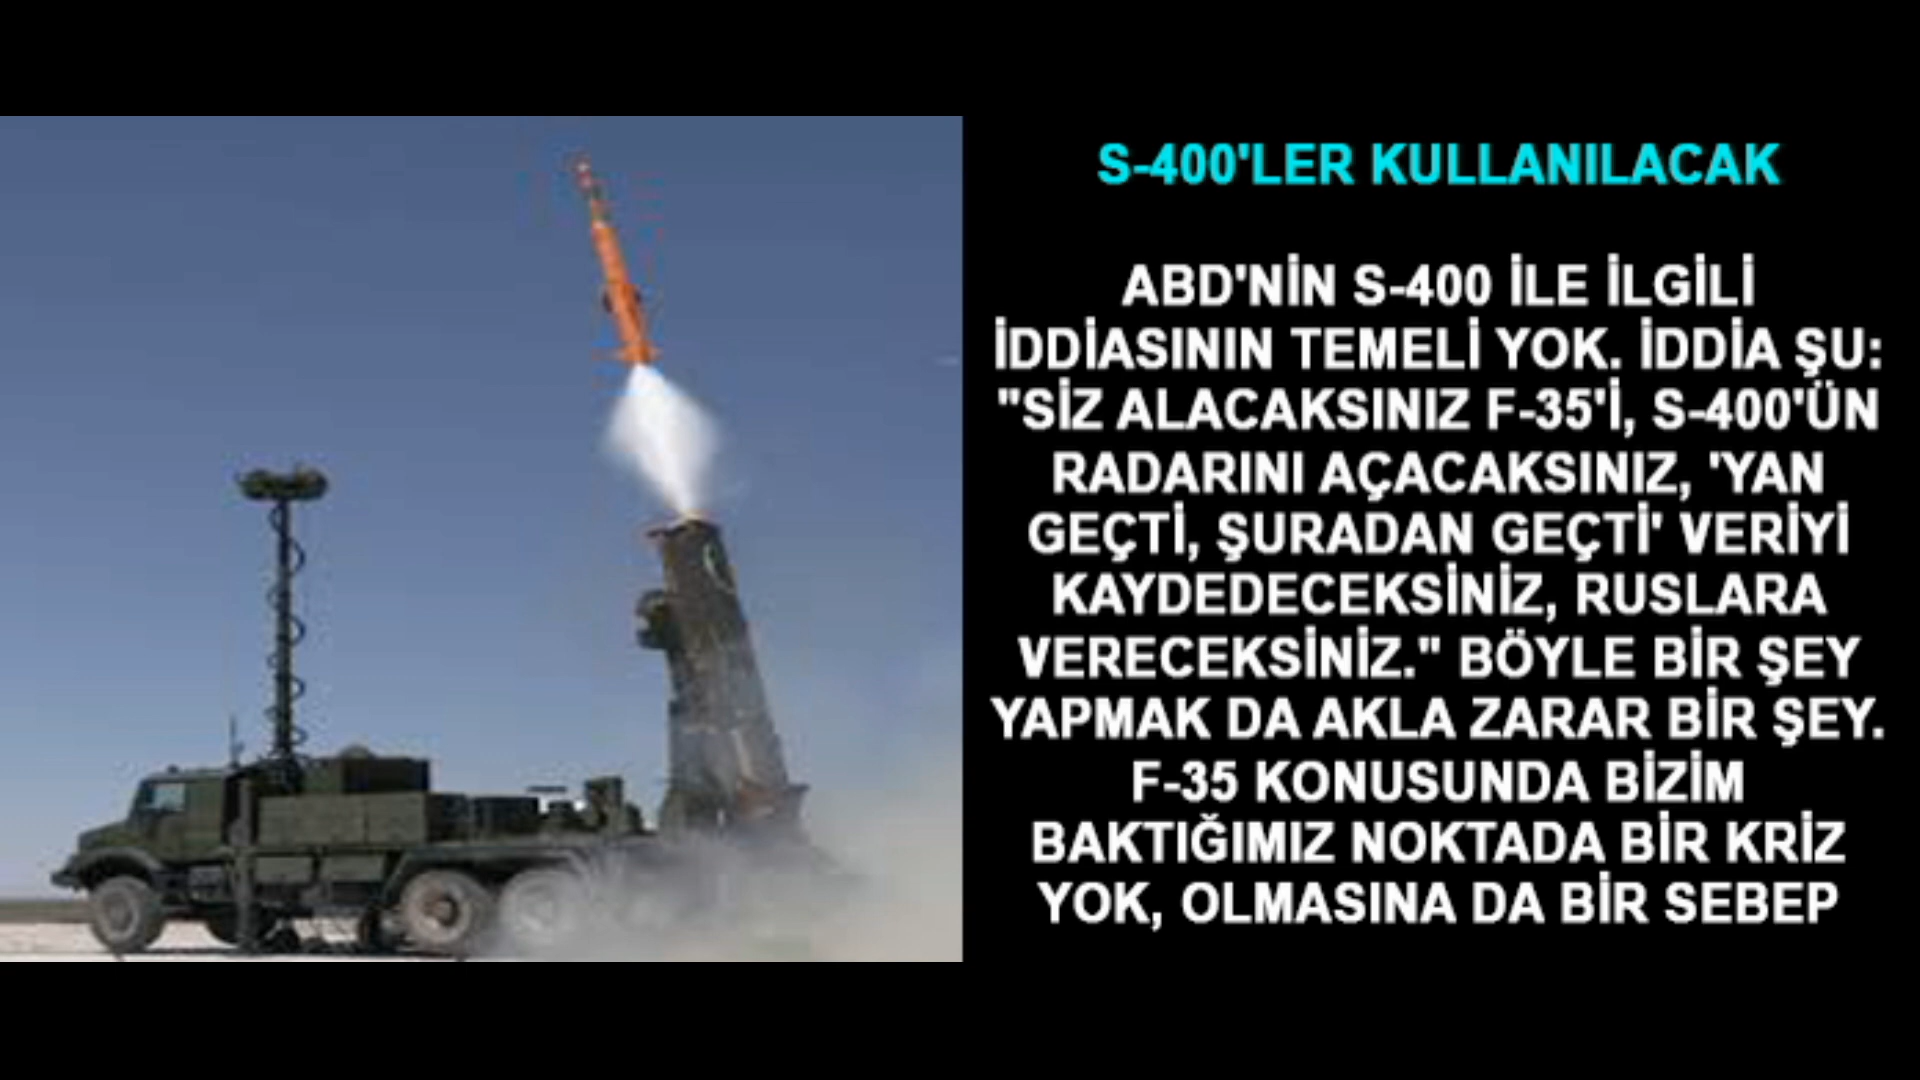 S-400'LER KULLANILACAK
ABD'NİN S-400 İLE İLGİLİ
İDDİASININ TEMELİ YOK. İDDİA ŞU:
"SİZ ALACAKSINIZ F-35'İ, S-400'ÜN
RADARINI AÇACAKSINIZ, 'YAN
GEÇTİ, ŞURADAN GEÇTİ' VERİYİ
KAYDEDECEKSİNİZ, RUSLARA
VERECEKSİNİZ." BÖYLE BİR ŞEY
YAPMAK DA AKLA ZARAR BİR ŞEY.
F-35 KONUSUNDA BİZİM
BAKTIĞIMIZ NOKTADA BİR KRİZ
YOK, OLMASINA DA BİR SEBEP